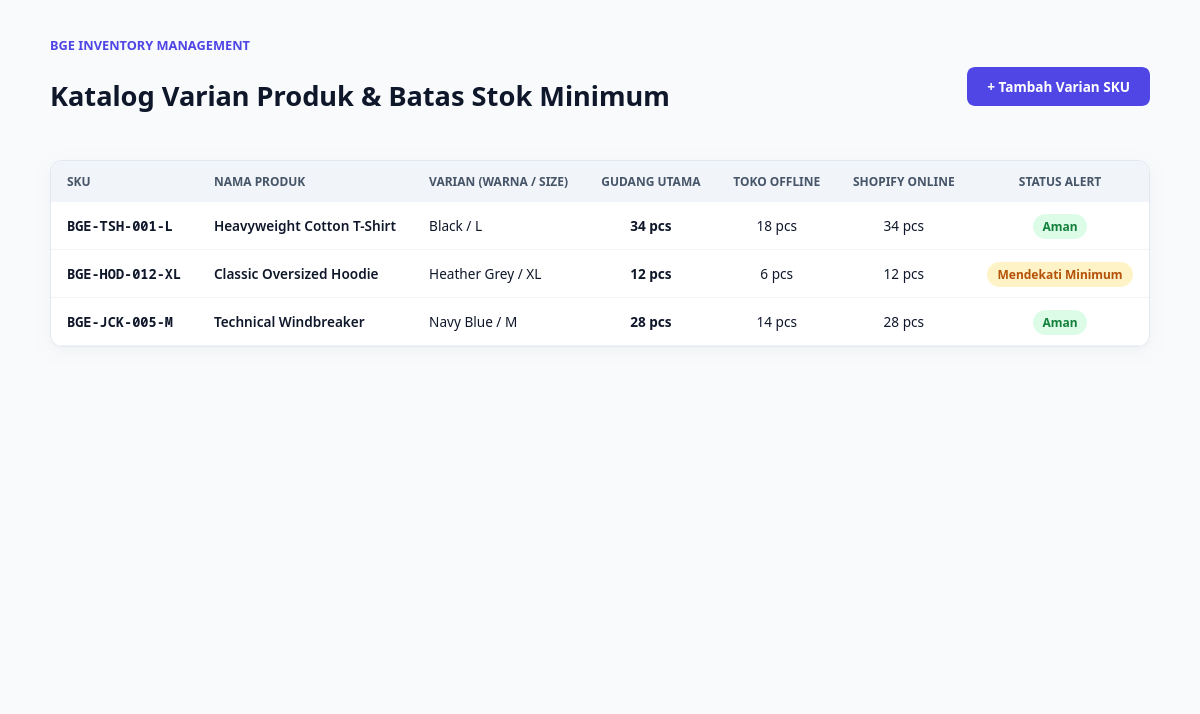 BGE INVENTORY MANAGEMENT
Katalog Varian Produk & Batas Stok Minimum
+ Tambah Varian SKU
SKU NAMA PRODUK VARIAN (WARNA / SIZE) GUDANG UTAMA TOKO OFFLINE SHOPIFY ONLINE STATUS ALERT
BGE-TSH-001-L Heavyweight Cotton T-Shirt Black / L 34 pcs 18 pcs 34 pcs Aman
BGE-HOD-012-XL Classic Oversized Hoodie Heather Grey / XL 12 pcs 6 pcs 12 pcs Mendekati Minimum
BGE-JCK-005-M Technical Windbreaker Navy Blue / M 28 pcs 14 pcs 28 pcs Aman